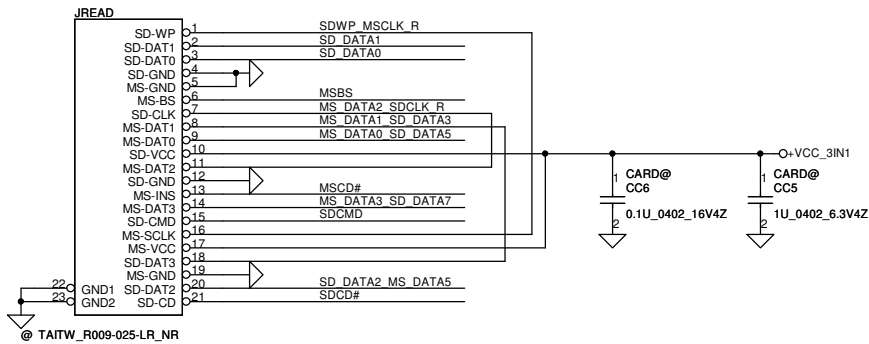 JREAD
SD-WP 1 SDWP_MSCLK_R
SD-DAT1 2 SD_DATA1
SD-DAT0 3 SD_DATA0
SD-GND 4
MS-GND 5
MS-BS 6 MSBS
SD-CLK 7 MS_DATA2_SDCLK_R
MS-DAT1 8 MS_DATA1_SD_DATA3
MS-DAT0 9 MS_DATA0_SD_DATA5
SD-VCC 10 +VCC_3IN1
MS-DAT2 11
SD-GND 12
MS-INS 13 MSCD#
MS-DAT3 14 MS_DATA3_SD_DATA7
SD-CMD 15 SDCMD
MS-SCLK 16
MS-VCC 17
SD-DAT3 18
MS-GND 19
SD-DAT2 20 SD_DATA2_MS_DATA5
SD-CD 21 SDCD#
22 GND1
23 GND2
@ TAITW_R009-025-LR_NR
1 CARD@
CC6
0.1U_0402_16V4Z
2
1 CARD@
CC5
1U_0402_6.3V4Z
2